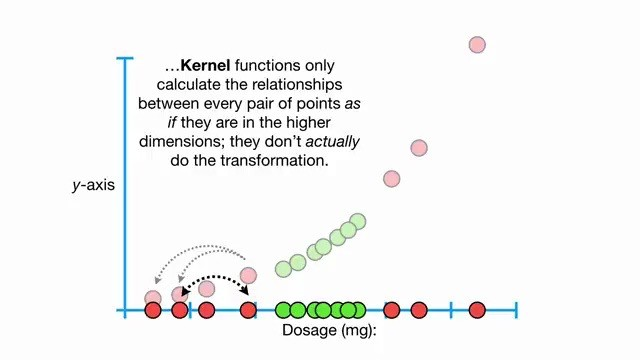 …Kernel functions only
calculate the relationships
between every pair of points as
if they are in the higher
dimensions; they don’t actually
do the transformation.
y-axis
Dosage (mg):